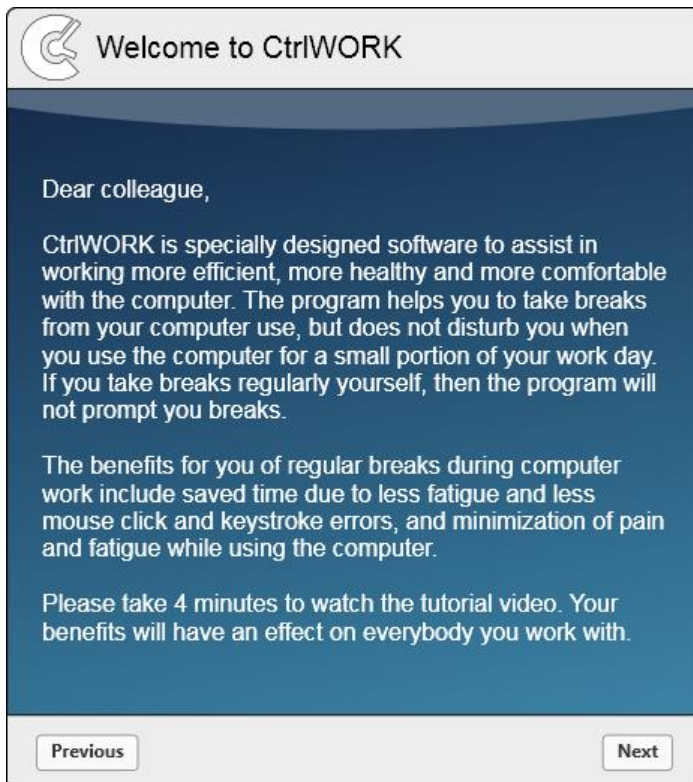 Welcome to CtrlWORK
Dear colleague,
CtrlWORK is specially designed software to assist in
working more efficient, more healthy and more comfortable
with the computer. The program helps you to take breaks
from your computer use, but does not disturb you when
you use the computer for a small portion of your work day.
If you take breaks regularly yourself, then the program will
not prompt you breaks.
The benefits for you of regular breaks during computer
work include saved time due to less fatigue and less
mouse click and keystroke errors, and minimization of pain
and fatigue while using the computer.
Please take 4 minutes to watch the tutorial video. Your
benefits will have an effect on everybody you work with.
Previous
Next